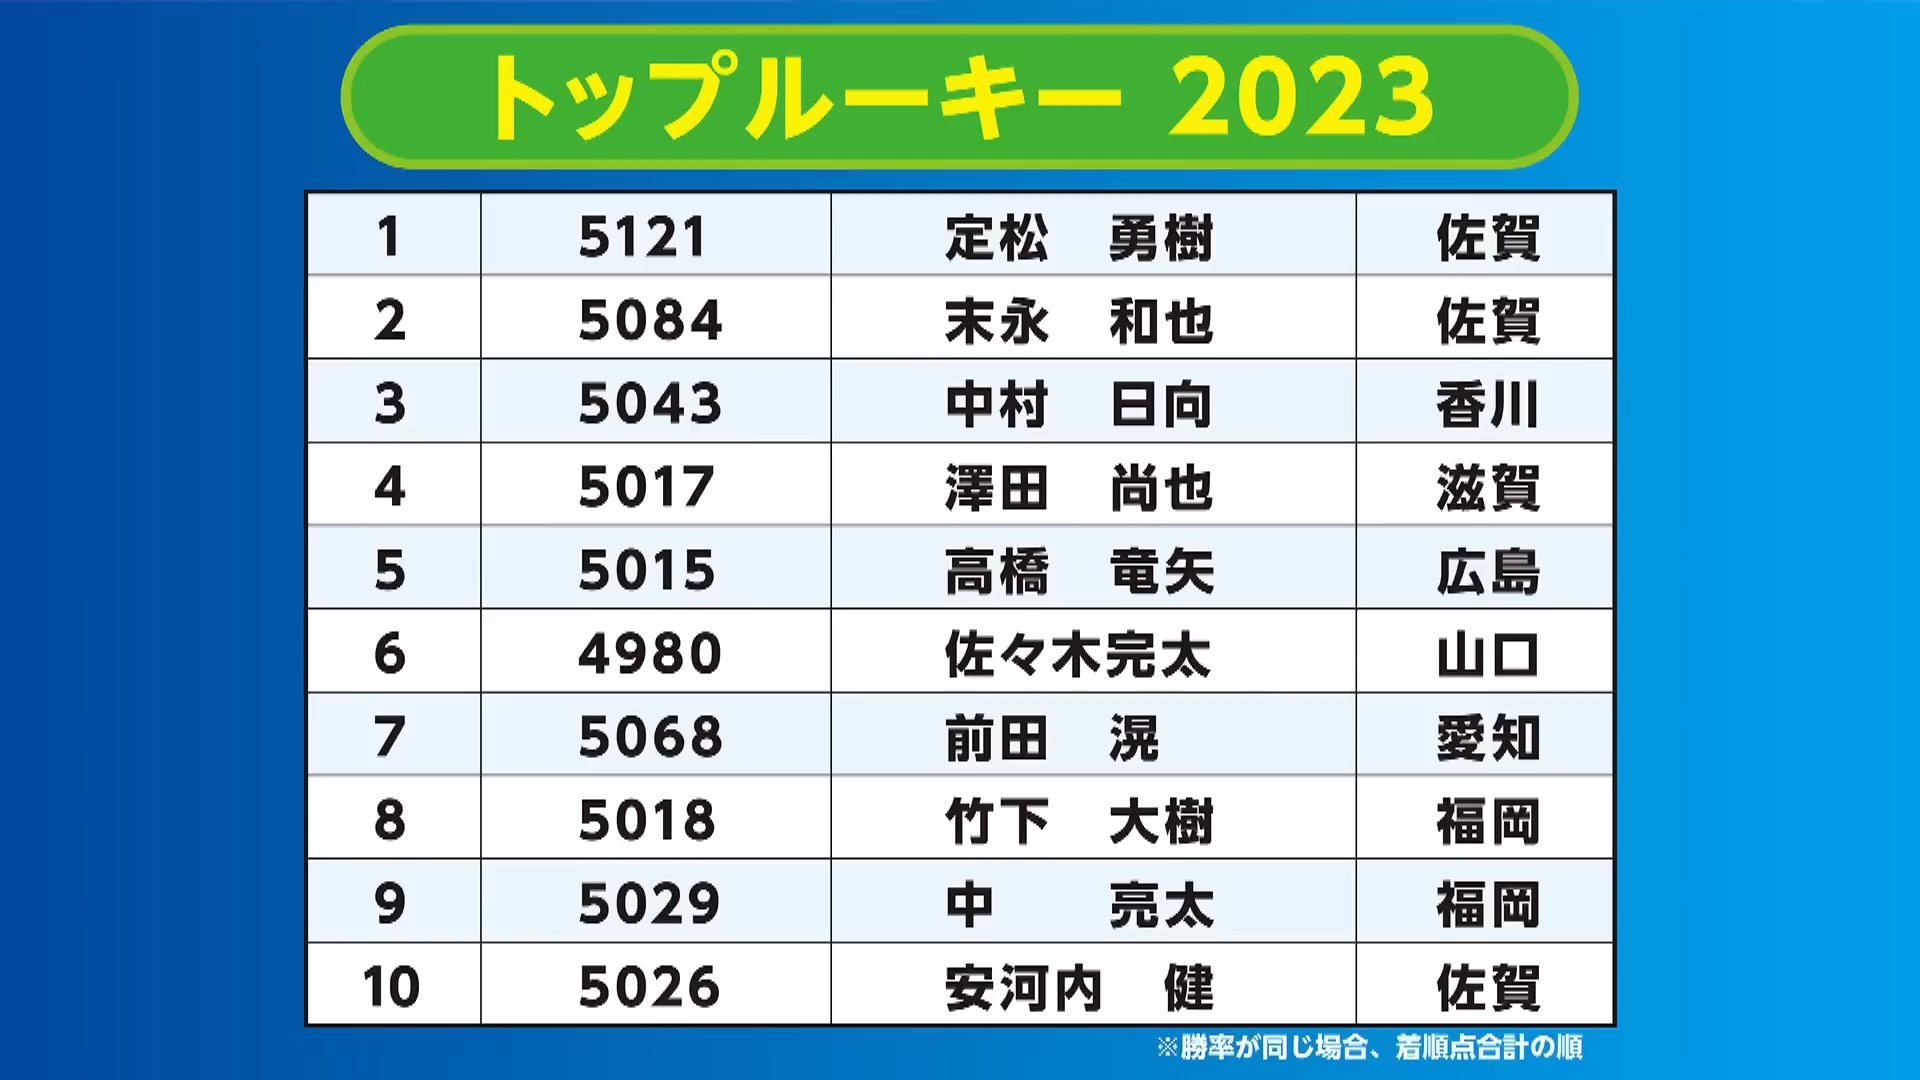 トップルーキー 2023
1 5121 定松 勇樹 佐賀
2 5084 末永 和也 佐賀
3 5043 中村 日向 香川
4 5017 澤田 尚也 滋賀
5 5015 高橋 竜矢 広島
6 4980 佐々木完太 山口
7 5068 前田 滉 愛知
8 5018 竹下 大樹 福岡
9 5029 中 亮太 福岡
10 5026 安河内 健 佐賀
※勝率が同じ場合、着順点合計の順